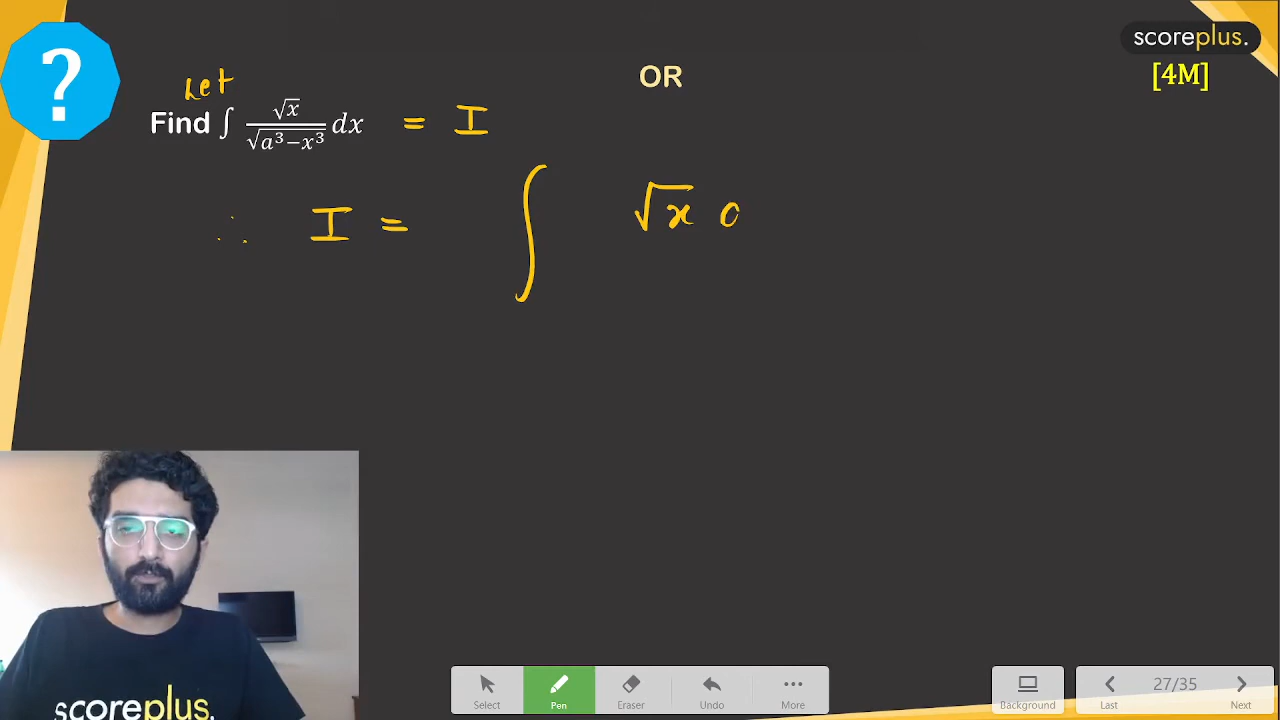 ?
scoreplus.
OR
[4M]
Let
Find ∫ √x / √(a³−x³) dx = I
∴ I = ∫ √x
scoreplus.
Select
Pen
Eraser
Undo
More
Background
Last
27/35
Next